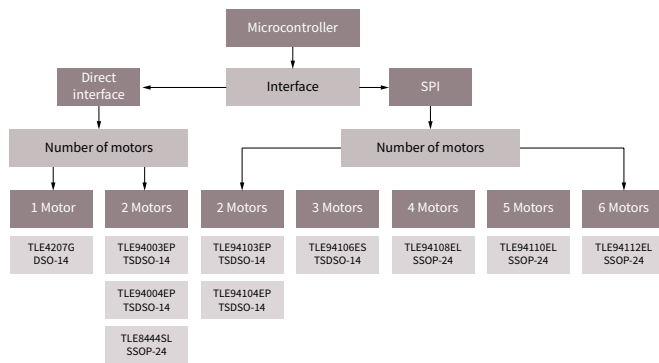 Microcontroller
Direct
interface
Interface
SPI
Number of motors
Number of motors
1 Motor
2 Motors
2 Motors
3 Motors
4 Motors
5 Motors
6 Motors
TLE4207G
DSO-14
TLE94003EP
TSDSO-14
TLE94103EP
TSDSO-14
TLE94106ES
TSDSO-14
TLE94108EL
SSOP-24
TLE94110EL
SSOP-24
TLE94112EL
SSOP-24
TLE94004EP
TSDSO-14
TLE94104EP
TSDSO-14
TLE8444SL
SSOP-24